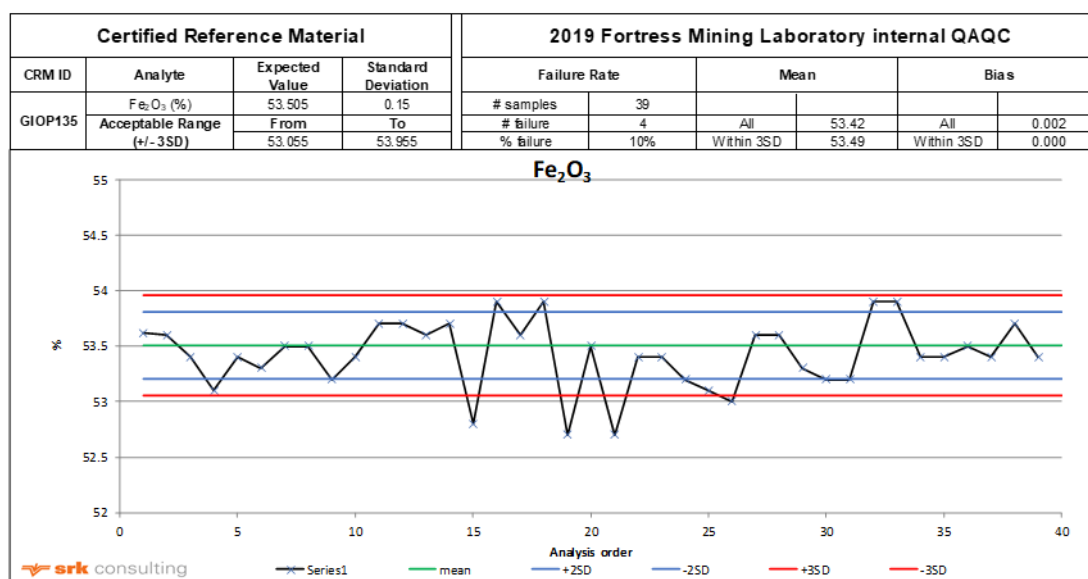 Certified Reference Material
2019 Fortress Mining Laboratory internal QAQC
CRM ID Analyte Expected Value Standard Deviation
Failure Rate Mean Bias
GIOP135
Fe₂O₃ (%) 53.505 0.15
# samples 39
Acceptable Range (+/- 3SD) From To
# failure 4 All 53.42 All 0.002
53.055 53.955
% failure 10% Within 3SD 53.49 Within 3SD 0.000
Fe₂O₃
55
54.5
54
53.5
53
52.5
52
%
0 5 10 15 20 25 30 35 40
Analysis order
srk consulting
Series1 mean +2SD -2SD +3SD -3SD